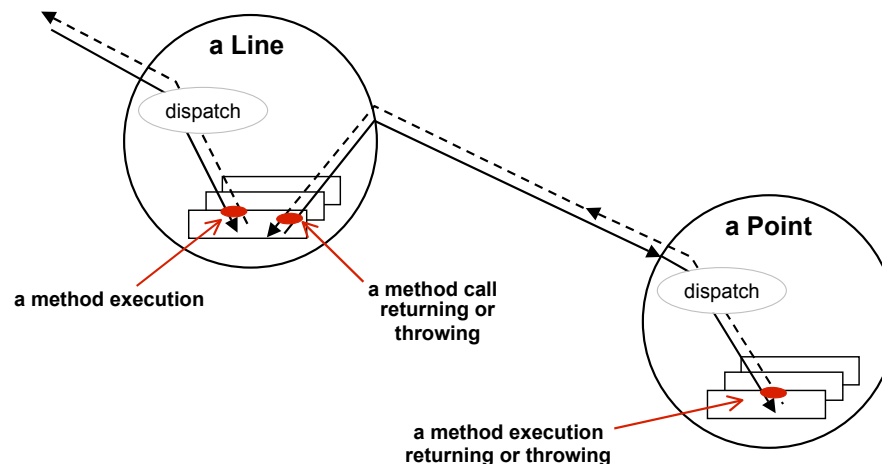 a Line
dispatch
a method execution
a method call
returning or
throwing
a Point
dispatch
a method execution
returning or throwing